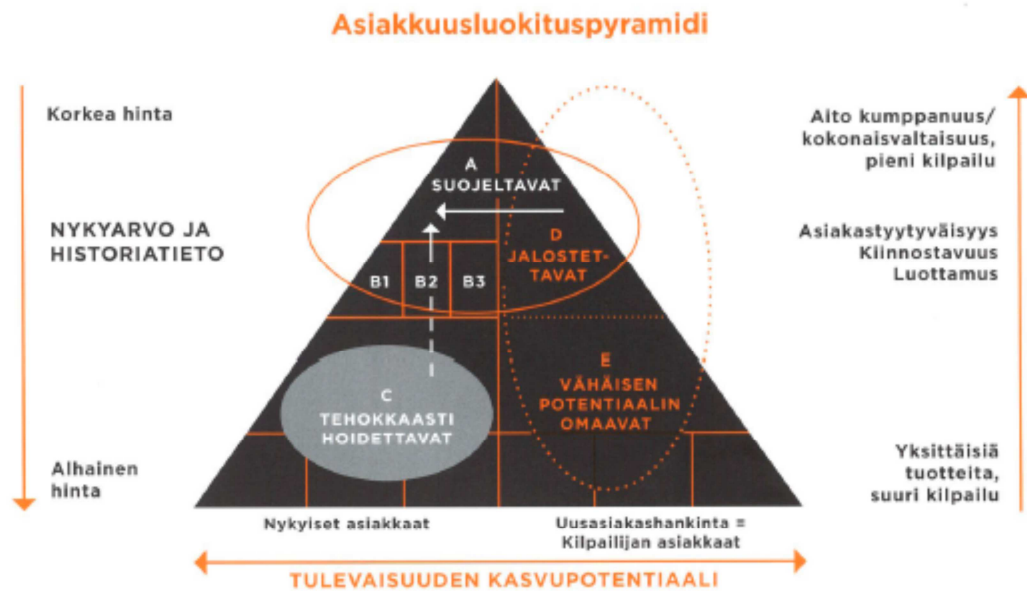 Asiakkuusluokituspyramidi
Korkea hinta
NYKYARVO JA
HISTORIATIETO
Alhainen
hinta
A
SUOJELTAVAT
B1
B2
B3
D
JALOSTET-
TAVAT
C
TEHOKKAASTI
HOIDETTAVAT
E
VÄHÄISEN
POTENTIAALIN
OMAAVAT
Aito kumppanuus/
kokonaisvaltaisuus,
pieni kilpailu
Asiakastyytyväisyys
Kiinnostavuus
Luottamus
Yksittäisiä
tuotteita,
suuri kilpailu
Nykyiset asiakkaat
Uusasiakashankinta =
Kilpailijan asiakkaat
TULEVAISUUDEN KASVUPOTENTIAALI